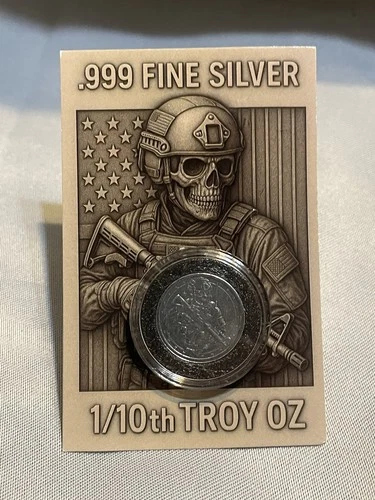 .999 FINE SILVER
1/10th TROY OZ